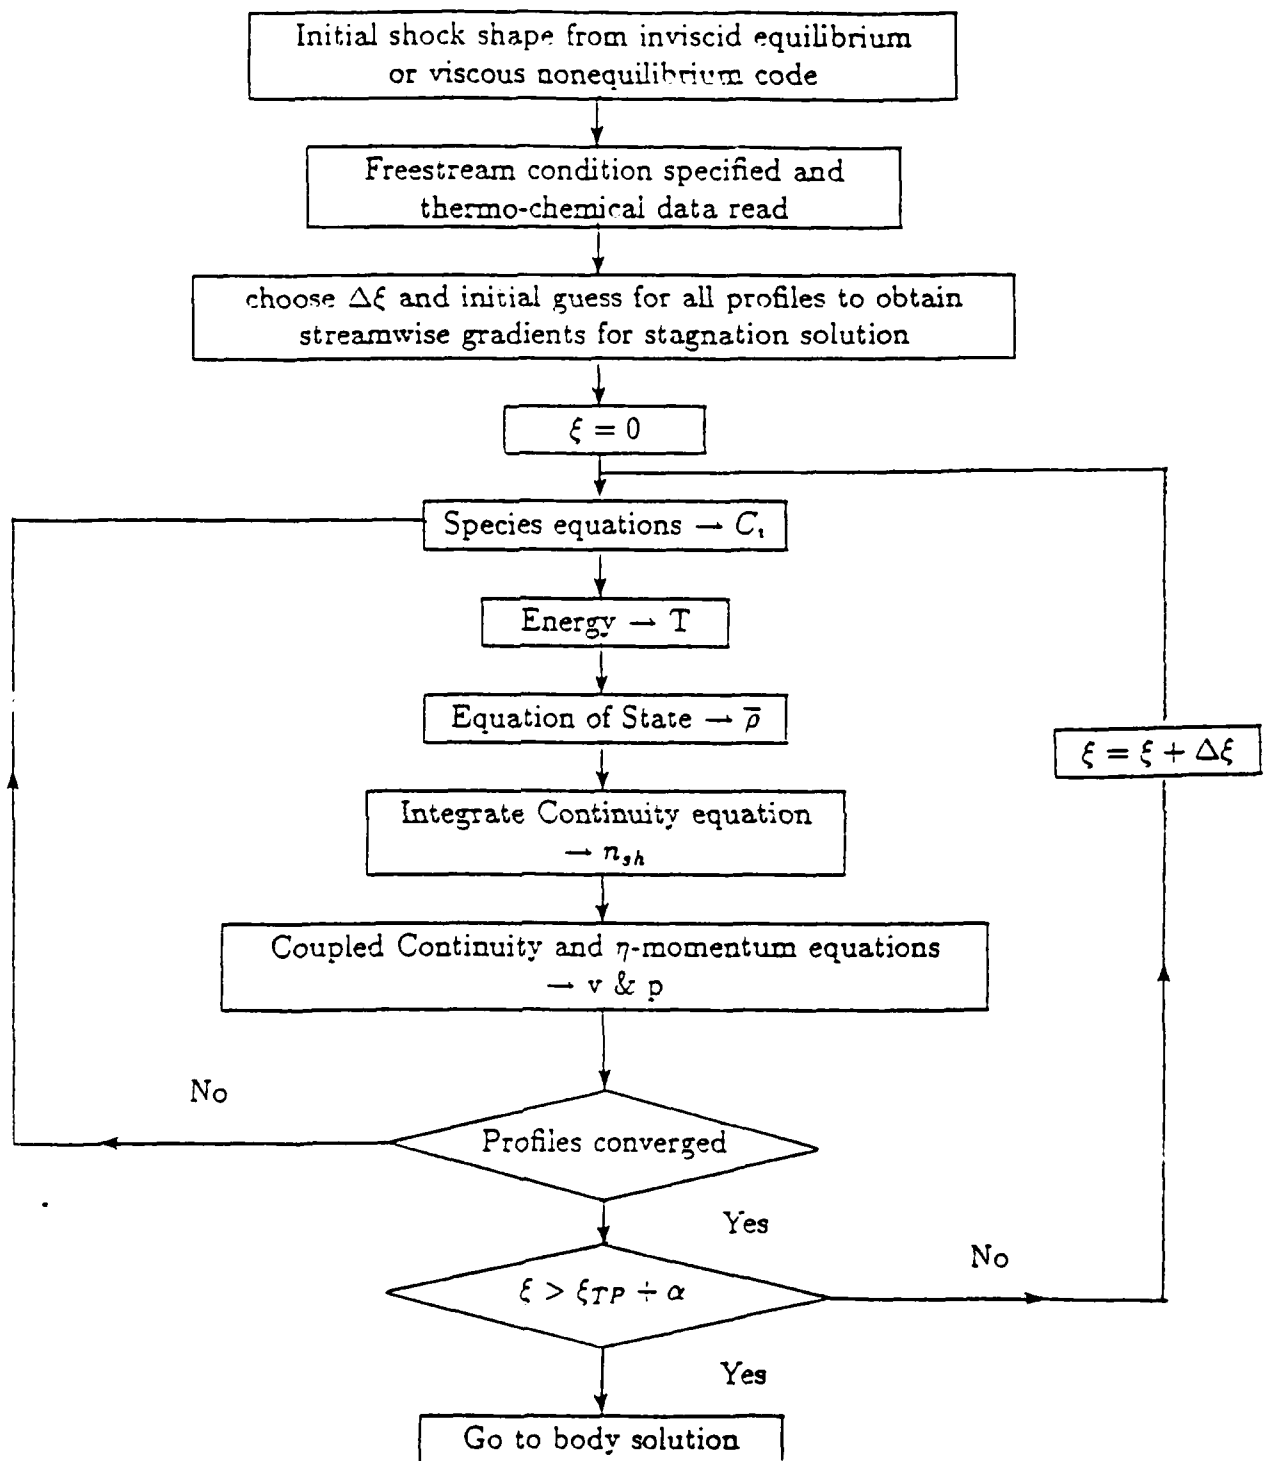 Initial shock shape from inviscid equilibrium
or viscous nonequilibrium code
Freestream condition specified and
thermo-chemical data read
choose Δξ and initial guess for all profiles to obtain
streamwise gradients for stagnation solution
ξ = 0
Species equations → Cᵢ
Energy → T
Equation of State → ρ̅
Integrate Continuity equation
→ n_sh
ξ = ξ + Δξ
Coupled Continuity and η-momentum equations
→ v & p
No
Profiles converged
Yes
No
ξ > ξ_TP + α
Yes
Go to body solution